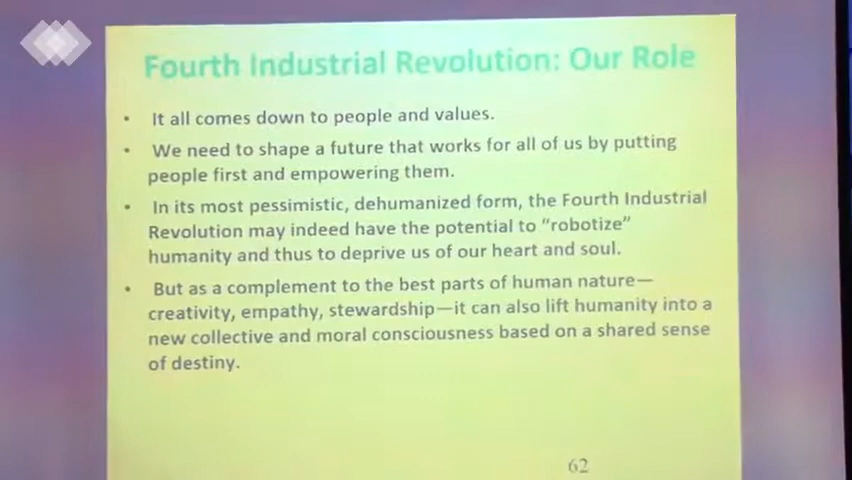 Fourth Industrial Revolution: Our Role
• It all comes down to people and values.
• We need to shape a future that works for all of us by putting
people first and empowering them.
• In its most pessimistic, dehumanized form, the Fourth Industrial
Revolution may indeed have the potential to “robotize”
humanity and thus to deprive us of our heart and soul.
• But as a complement to the best parts of human nature—
creativity, empathy, stewardship—it can also lift humanity into a
new collective and moral consciousness based on a shared sense
of destiny.
62